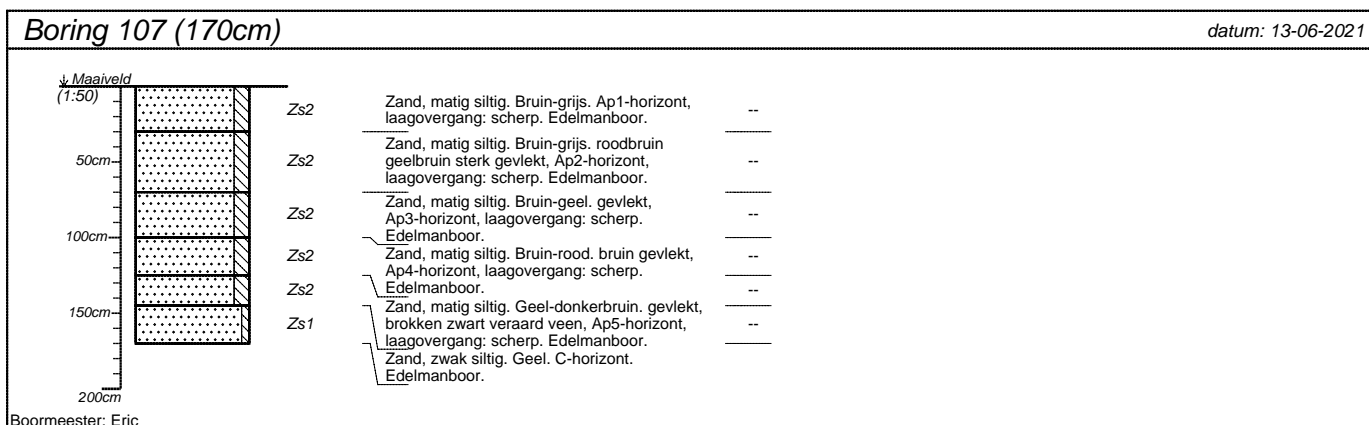 Boring 107 (170cm)
datum: 13-06-2021
Maaiveld
(1:50)
50cm
100cm
150cm
200cm
Zs2
Zand, matig siltig. Bruin-grijs. Ap1-horizont,
laagovergang: scherp. Edelmanboor.
--
Zs2
Zand, matig siltig. Bruin-grijs. roodbruin
geelbruin sterk gevlekt, Ap2-horizont,
laagovergang: scherp. Edelmanboor.
--
Zs2
Zand, matig siltig. Bruin-geel. gevlekt,
Ap3-horizont, laagovergang: scherp.
Edelmanboor.
--
Zs2
Zand, matig siltig. Bruin-rood. bruin gevlekt,
Ap4-horizont, laagovergang: scherp.
Edelmanboor.
--
Zs2
Zand, matig siltig. Geel-donkerbruin. gevlekt,
brokken zwart veraard veen, Ap5-horizont,
laagovergang: scherp. Edelmanboor.
--
Zs1
Zand, zwak siltig. Geel. C-horizont.
Edelmanboor.
--
Boormeester: Eric